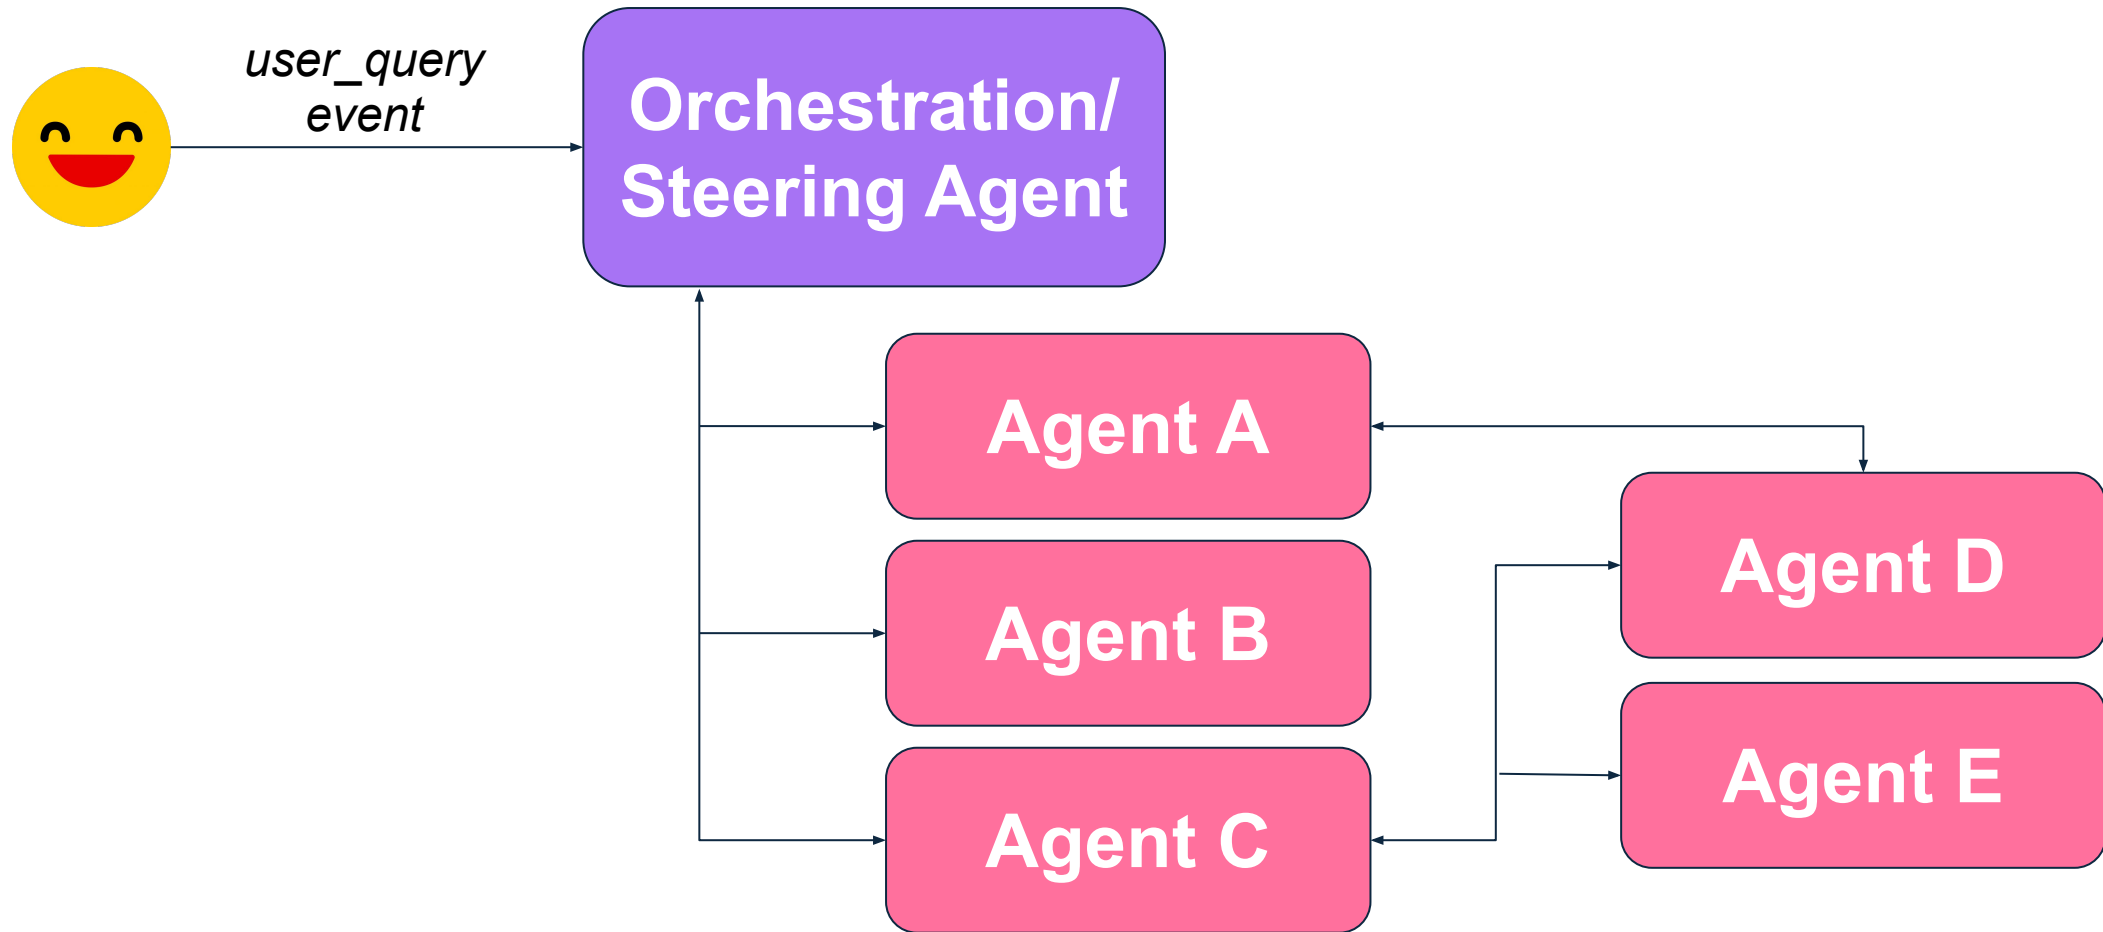 user_query
event
Orchestration/
Steering Agent
Agent A
Agent B
Agent C
Agent D
Agent E